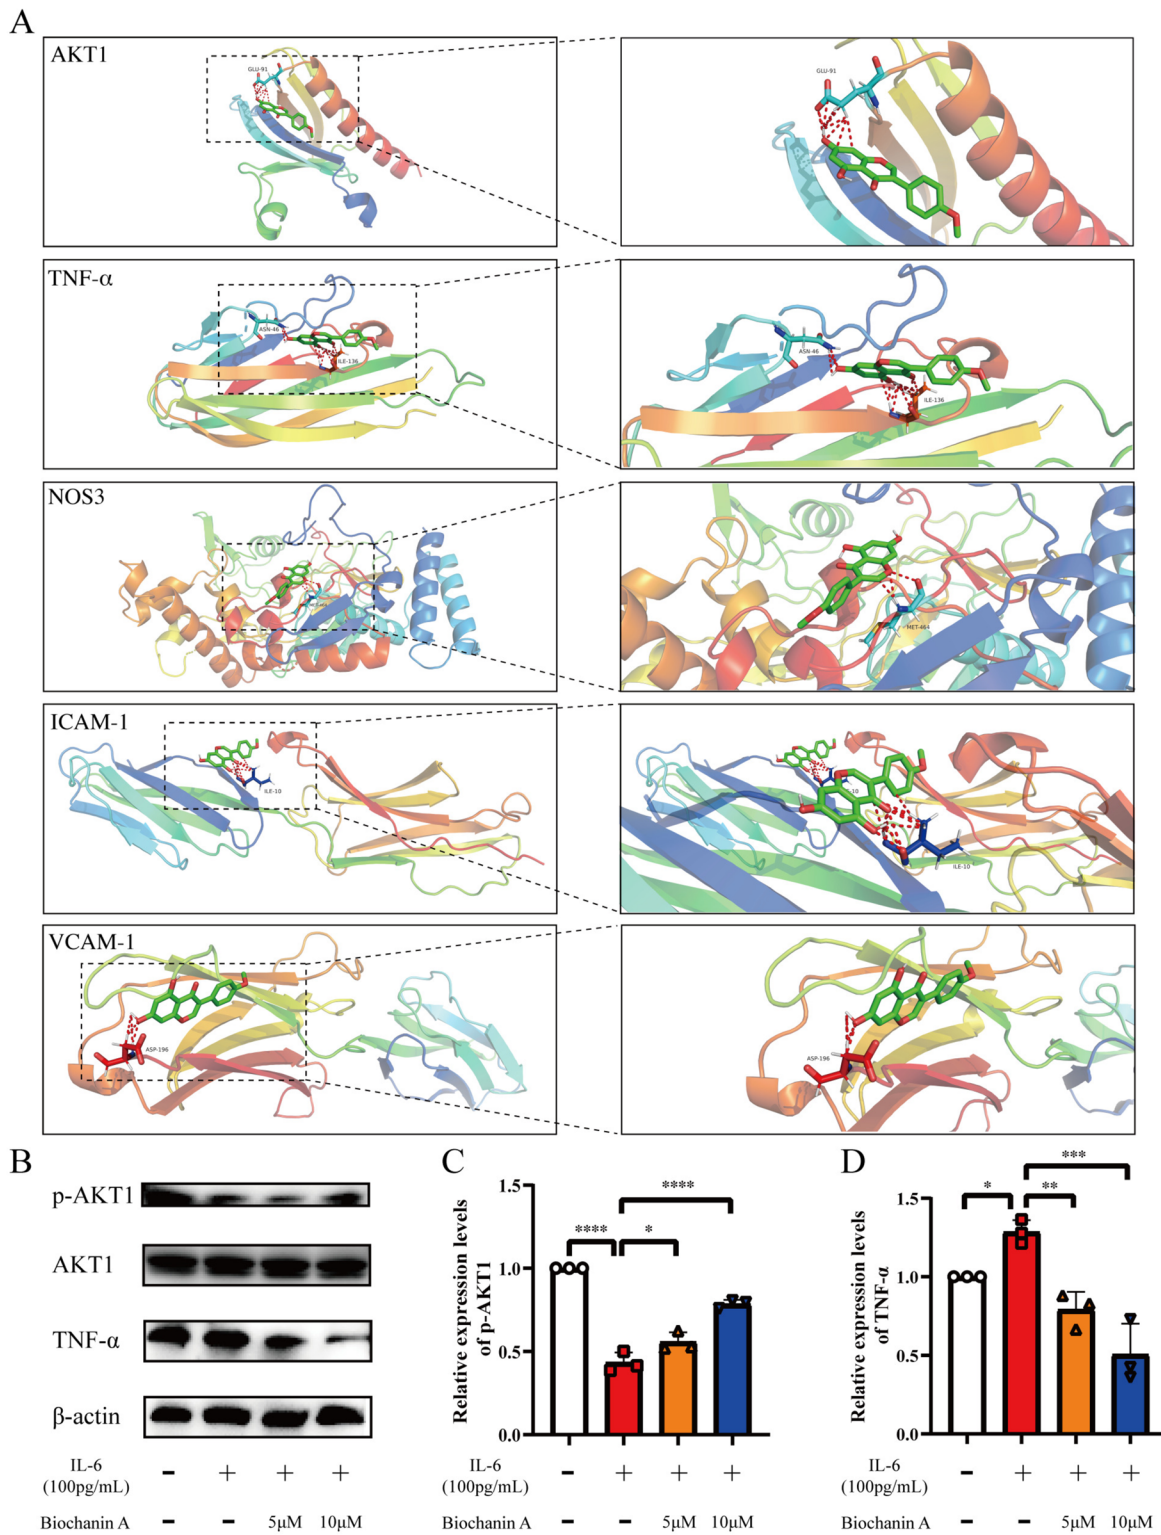 A
AKT1
GLU-91
GLU-91
TNF-α
ASN-46
ILE-136
ASN-46
ILE-136
NOS3
MET-464
ICAM-1
ILE-10
ILE-10
VCAM-1
ASP-196
ASP-196
B
p-AKT1
AKT1
TNF-α
β-actin
IL-6
(100pg/mL)
- + + +
Biochanin A - - 5μM 10μM
C
Relative expression levels
of p-AKT1
1.5
1.0
0.5
0.0
****
****
*
IL-6
(100pg/mL)
- + + +
Biochanin A - - 5μM 10μM
D
Relative expression levels
of TNF-α
1.5
1.0
0.5
0.0
***
*
**
IL-6
(100pg/mL)
- + + +
Biochanin A - - 5μM 10μM